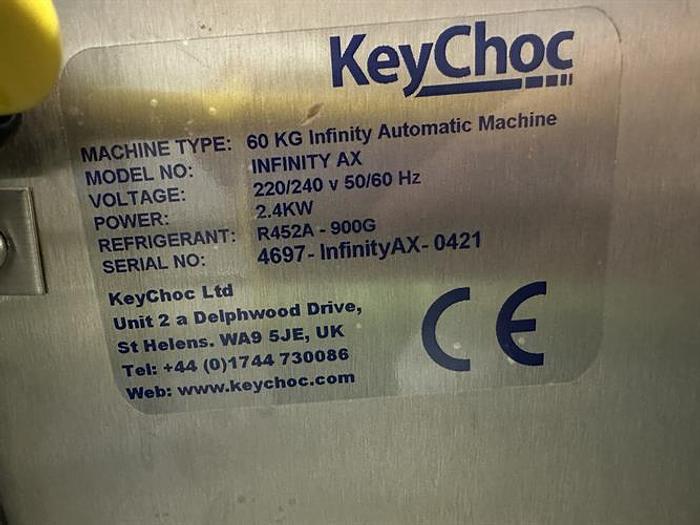 KeyChoc
MACHINE TYPE: 60 KG Infinity Automatic Machine
MODEL NO: INFINITY AX
VOLTAGE: 220/240 v 50/60 Hz
POWER: 2.4KW
REFRIGERANT: R452A - 900G
SERIAL NO: 4697- InfinityAX- 0421
KeyChoc Ltd
Unit 2 a Delphwood Drive,
St Helens. WA9 5JE, UK
Tel: +44 (0)1744 730086
Web: www.keychoc.com
CE